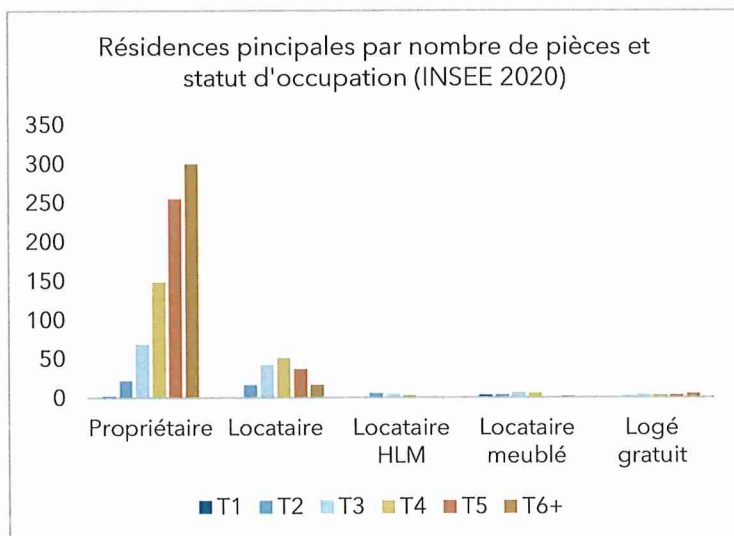 Résidences pincipales par nombre de pièces et
statut d'occupation (INSEE 2020)
350
300
250
200
150
100
50
0
Propriétaire Locataire Locataire HLM Locataire meublé Logé gratuit
T1 T2 T3 T4 T5 T6+